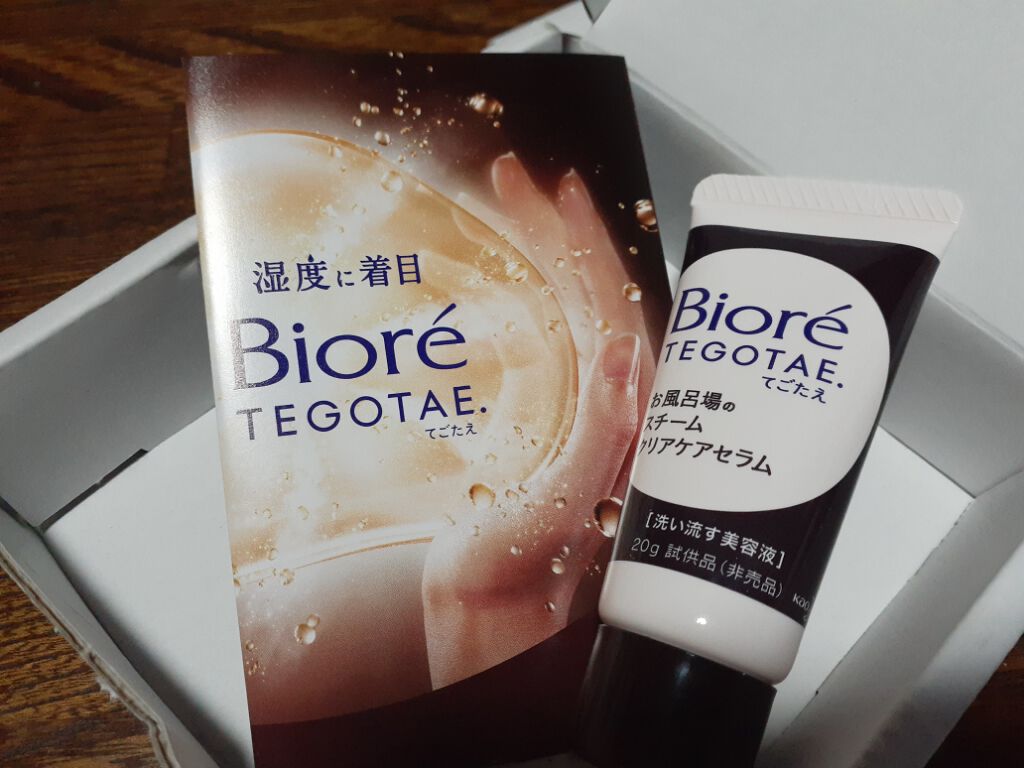 湿度に着目
Bioré
TEGOTAE.
てごたえ
Bioré
TEGOTAE.
てごたえ
お風呂場の
スチーム
クリアケアセラム
[洗い流す美容液]
20g 試供品(非売品)